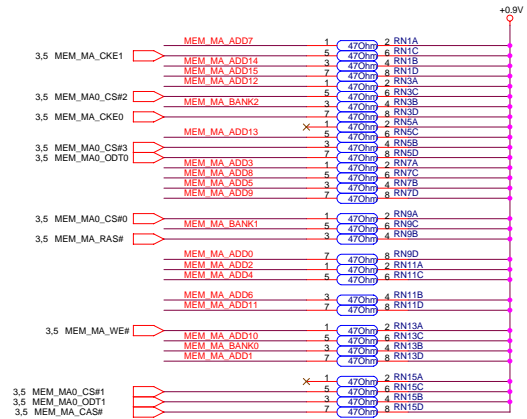 +0.9V
MEM_MA_ADD7 1 47Ohm 2 RN1A
3,5 MEM_MA_CKE1 5 47Ohm 6 RN1C
MEM_MA_ADD14 3 47Ohm 4 RN1B
MEM_MA_ADD15 7 47Ohm 8 RN1D
MEM_MA_ADD12 1 47Ohm 2 RN3A
3,5 MEM_MA0_CS#2 5 47Ohm 6 RN3C
MEM_MA_BANK2 3 47Ohm 4 RN3B
3,5 MEM_MA_CKE0 7 47Ohm 8 RN3D
1 47Ohm 2 RN5A
MEM_MA_ADD13 5 47Ohm 6 RN5C
3,5 MEM_MA0_CS#3 3 47Ohm 4 RN5B
3,5 MEM_MA0_ODT0 7 47Ohm 8 RN5D
MEM_MA_ADD3 1 47Ohm 2 RN7A
MEM_MA_ADD8 5 47Ohm 6 RN7C
MEM_MA_ADD5 3 47Ohm 4 RN7B
MEM_MA_ADD9 7 47Ohm 8 RN7D
3,5 MEM_MA0_CS#0 1 47Ohm 2 RN9A
MEM_MA_BANK1 5 47Ohm 6 RN9C
3,5 MEM_MA_RAS# 3 47Ohm 4 RN9B
MEM_MA_ADD0 7 47Ohm 8 RN9D
MEM_MA_ADD2 1 47Ohm 2 RN11A
MEM_MA_ADD4 5 47Ohm 6 RN11C
MEM_MA_ADD6 3 47Ohm 4 RN11B
MEM_MA_ADD11 7 47Ohm 8 RN11D
3,5 MEM_MA_WE# 1 47Ohm 2 RN13A
MEM_MA_ADD10 5 47Ohm 6 RN13C
MEM_MA_BANK0 3 47Ohm 4 RN13B
MEM_MA_ADD1 7 47Ohm 8 RN13D
1 47Ohm 2 RN15A
3,5 MEM_MA0_CS#1 5 47Ohm 6 RN15C
3,5 MEM_MA0_ODT1 3 47Ohm 4 RN15B
3,5 MEM_MA_CAS# 7 47Ohm 8 RN15D